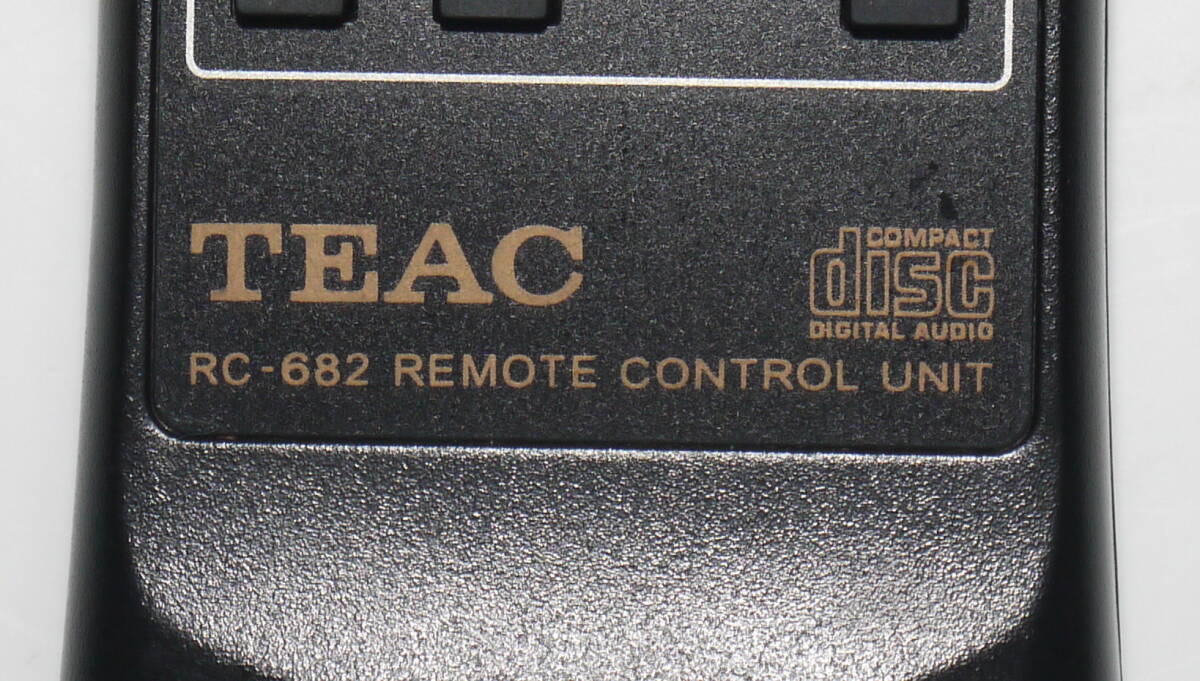 TEAC
COMPACT
disc
DIGITAL AUDIO
RC-682 REMOTE CONTROL UNIT